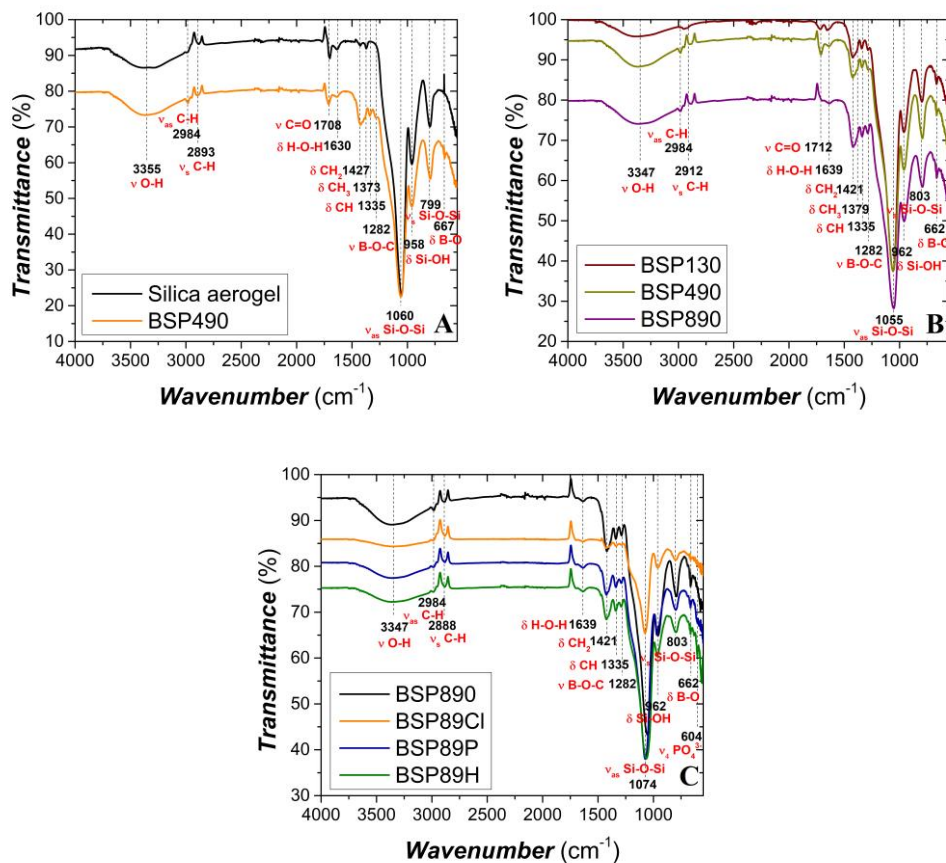 100
90
80
70
60
50
40
30
20
10
Transmittance (%)
νas C-H
2984
2893
νs C-H
3355
ν O-H
ν C=O 1708
δ H-O-H 1630
δ CH2 1427
δ CH3 1373
δ CH 1335
1282
ν B-O-C
799
νs Si-O-Si
667
δ B-O
958
δ Si-OH
1060
νas Si-O-Si
Silica aerogel
BSP490
A
4000 3500 3000 2500 2000 1500 1000
Wavenumber (cm-1)
100
90
80
70
60
50
40
30
20
Transmittance (%)
νas C-H
2984
3347
ν O-H
2912
νs C-H
ν C=O 1712
δ H-O-H 1639
δ CH2 1421
δ CH3 1379
δ CH 1335
1282
ν B-O-C
803
νs Si-O-Si
662
δ B-O
962
δ Si-OH
1055
νas Si-O-Si
BSP130
BSP490
BSP890
B
4000 3500 3000 2500 2000 1500 1000
Wavenumber (cm-1)
100
90
80
70
60
50
40
30
Transmittance (%)
2984
νas C-H
3347
ν O-H
2888
νs C-H
δ H-O-H 1639
δ CH2 1421
δ CH 1335
ν B-O-C 1282
803
νs Si-O-Si
662
δ B-O
962
δ Si-OH
604
ν4 PO43-
νas Si-O-Si
1074
BSP890
BSP89Cl
BSP89P
BSP89H
C
4000 3500 3000 2500 2000 1500 1000
Wavenumber (cm-1)